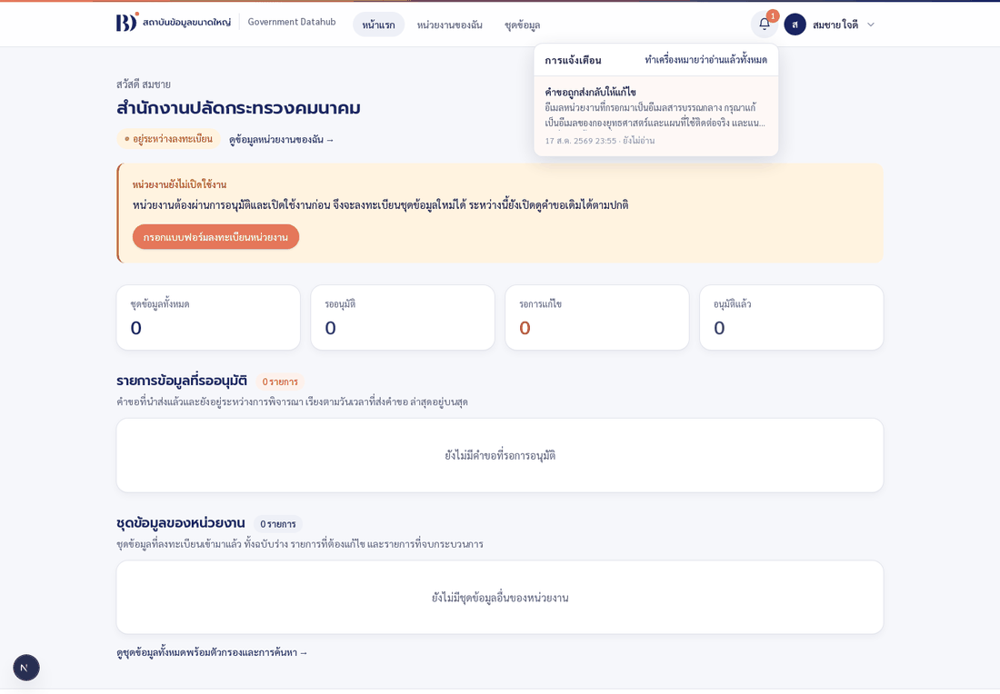 BD สถาบันข้อมูลขนาดใหญ่ Government Datahub หน้าแรก หน่วยงานของฉัน ชุดข้อมูล 1 ส สมชาย ใจดี
การแจ้งเตือน ทำเครื่องหมายว่าอ่านแล้วทั้งหมด
คำขอถูกส่งกลับให้แก้ไข
อีเมลหน่วยงานที่กรอกมาเป็นอีเมลสารบรรณกลาง กรุณาแก้
เป็นอีเมลของกองยุทธศาสตร์และแผนที่ใช้ติดต่อจริง และแน...
17 ส.ค. 2569 23:55 · ยังไม่อ่าน
สวัสดี สมชาย
สำนักงานปลัดกระทรวงคมนาคม
อยู่ระหว่างลงทะเบียน ดูข้อมูลหน่วยงานของฉัน →
หน่วยงานยังไม่เปิดใช้งาน
หน่วยงานต้องผ่านการอนุมัติและเปิดใช้งานก่อน จึงจะลงทะเบียนชุดข้อมูลใหม่ได้ ระหว่างนี้ยังเปิดดูคำขอเดิมได้ตามปกติ
กรอกแบบฟอร์มลงทะเบียนหน่วยงาน
ชุดข้อมูลทั้งหมด รออนุมัติ รอการแก้ไข อนุมัติแล้ว
0 0 0 0
รายการข้อมูลที่รออนุมัติ 0 รายการ
คำขอที่นำส่งแล้วและยังอยู่ระหว่างการพิจารณา เรียงตามวันเวลาที่ส่งคำขอ ล่าสุดอยู่บนสุด
ยังไม่มีคำขอที่รอการอนุมัติ
ชุดข้อมูลของหน่วยงาน 0 รายการ
ชุดข้อมูลที่ลงทะเบียนเข้ามาแล้ว ทั้งฉบับร่าง รายการที่ต้องแก้ไข และรายการที่จบกระบวนการ
ยังไม่มีชุดข้อมูลอื่นของหน่วยงาน
ดูชุดข้อมูลทั้งหมดพร้อมตัวกรองและการค้นหา →
N